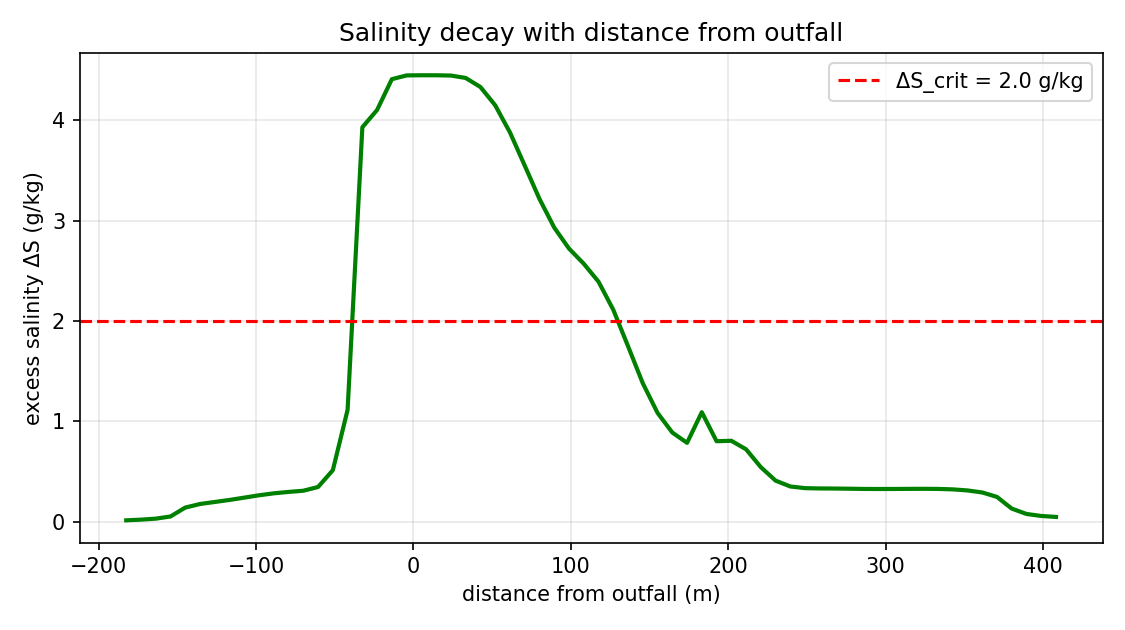 Salinity decay with distance from outfall
ΔS_crit = 2.0 g/kg
excess salinity ΔS (g/kg)
4
3
2
1
0
−200 −100 0 100 200 300 400
distance from outfall (m)